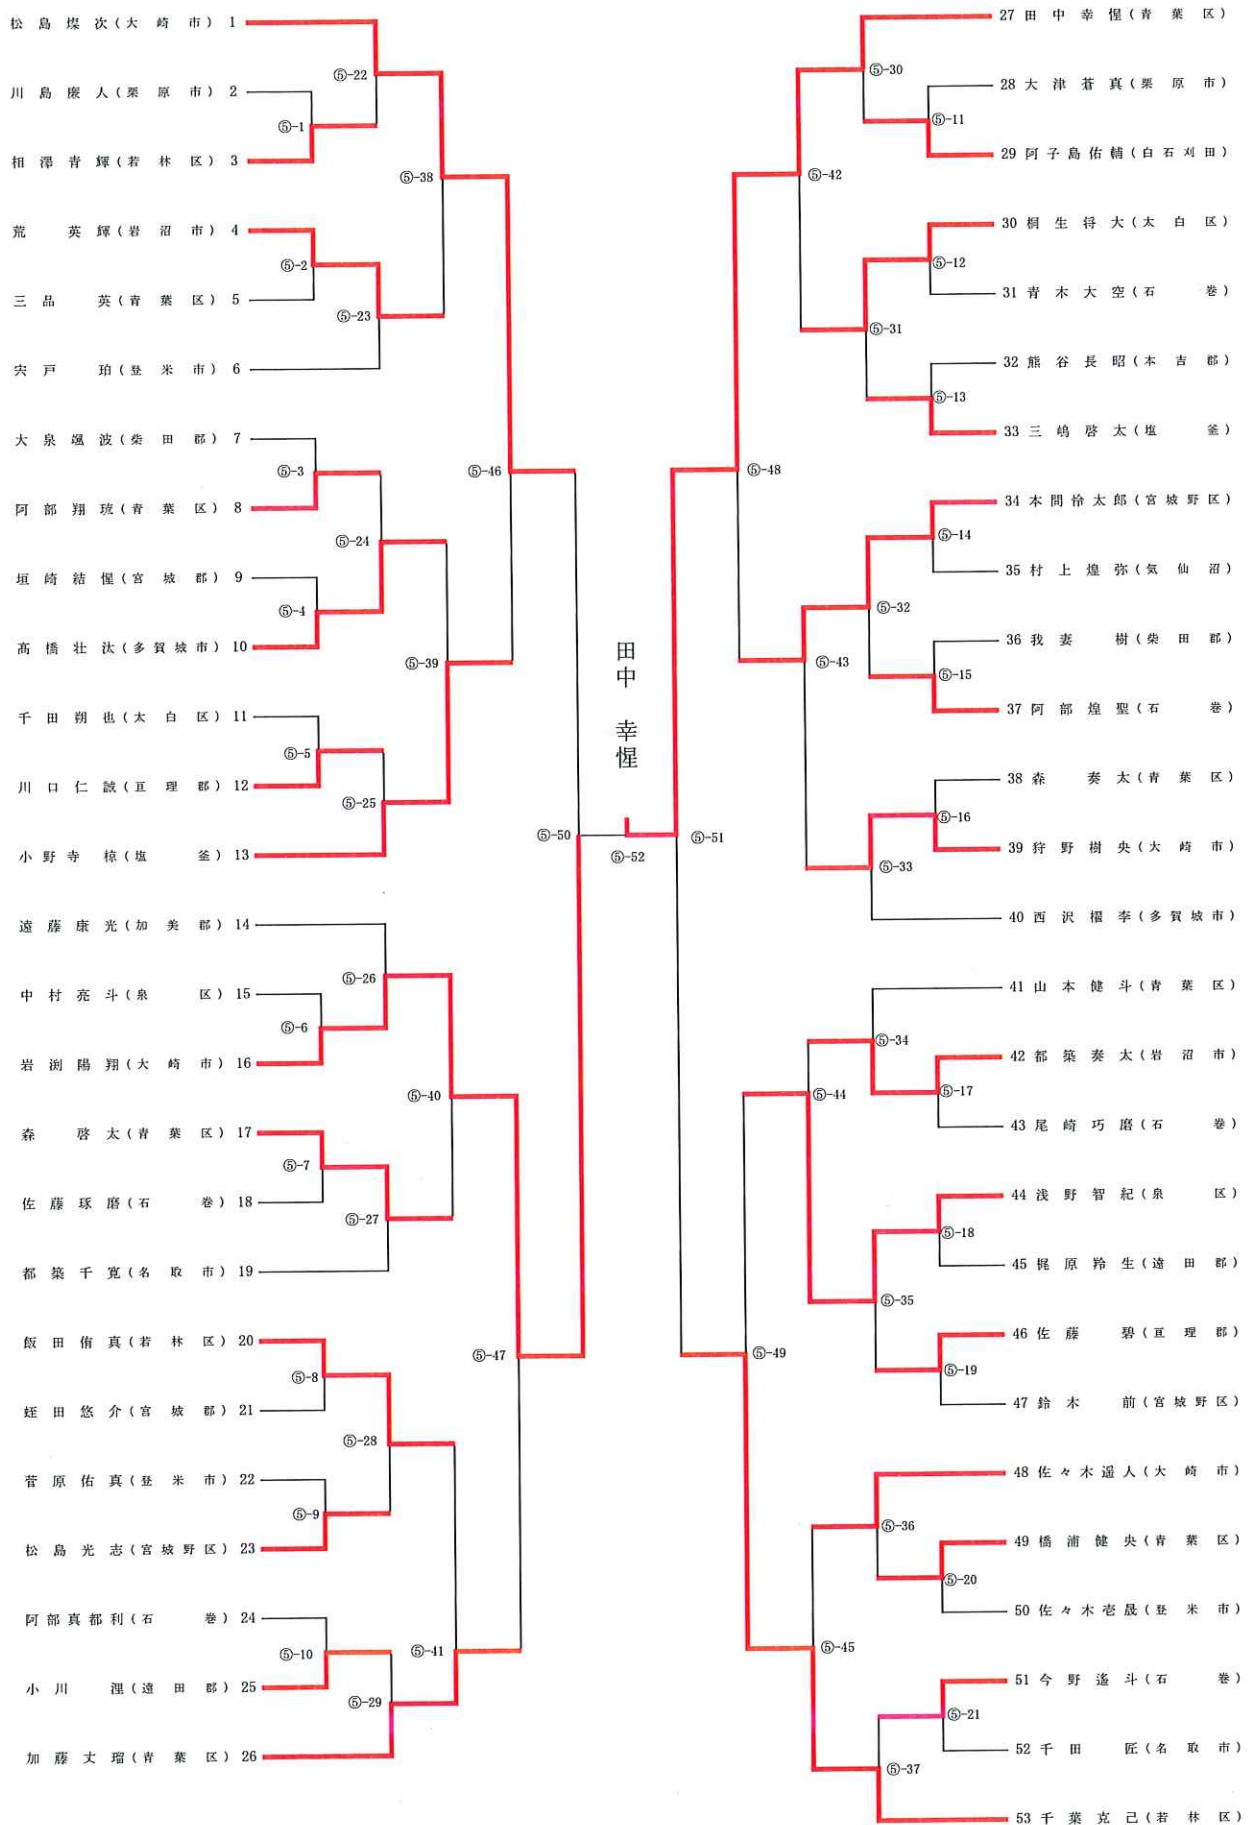 松島燦次(大崎市) 1
川島廉人(栗原市) 2
相澤青輝(若林区) 3
荒英輝(岩沼市) 4
三品英(青葉区) 5
宍戸珀(登米市) 6
大泉颯波(柴田郡) 7
阿部翔琉(青葉区) 8
垣崎結惺(宮城郡) 9
髙橋壮汰(多賀城市) 10
千田朔也(太白区) 11
川口仁誠(亘理郡) 12
小野寺椋(塩釜) 13
遠藤康光(加美郡) 14
中村亮斗(泉区) 15
岩渕陽翔(大崎市) 16
森啓太(青葉区) 17
佐藤琢磨(石巻) 18
都築千寛(名取市) 19
飯田侑真(若林区) 20
蛭田悠介(宮城郡) 21
菅原佑真(登米市) 22
松島光志(宮城野区) 23
阿部真都利(石巻) 24
小川浬(遠田郡) 25
加藤丈瑠(青葉区) 26
⑤-1
⑤-2
⑤-3
⑤-4
⑤-5
⑤-6
⑤-7
⑤-8
⑤-9
⑤-10
⑤-22
⑤-23
⑤-24
⑤-25
⑤-26
⑤-27
⑤-28
⑤-29
⑤-38
⑤-39
⑤-40
⑤-41
⑤-46
⑤-47
⑤-50
田中 幸惺
⑤-52
⑤-51
⑤-48
⑤-49
⑤-42
⑤-43
⑤-44
⑤-45
⑤-30
⑤-31
⑤-32
⑤-33
⑤-34
⑤-35
⑤-36
⑤-37
⑤-11
⑤-12
⑤-13
⑤-14
⑤-15
⑤-16
⑤-17
⑤-18
⑤-19
⑤-20
⑤-21
27 田中幸惺(青葉区)
28 大津蒼真(栗原市)
29 阿子島佑輔(白石刈田)
30 桐生将大(太白区)
31 青木大空(石巻)
32 熊谷長昭(本吉郡)
33 三嶋啓太(塩釜)
34 本間怜太郎(宮城野区)
35 村上煌弥(気仙沼)
36 我妻樹(柴田郡)
37 阿部煌聖(石巻)
38 森奏太(青葉区)
39 狩野樹央(大崎市)
40 西沢櫂李(多賀城市)
41 山本健斗(青葉区)
42 都築奏太(岩沼市)
43 尾崎巧磨(石巻)
44 浅野智紀(泉区)
45 梶原羚生(遠田郡)
46 佐藤碧(亘理郡)
47 鈴木前(宮城野区)
48 佐々木遥人(大崎市)
49 橋浦健央(青葉区)
50 佐々木壱晟(登米市)
51 今野遙斗(石巻)
52 千田匠(名取市)
53 千葉克己(若林区)